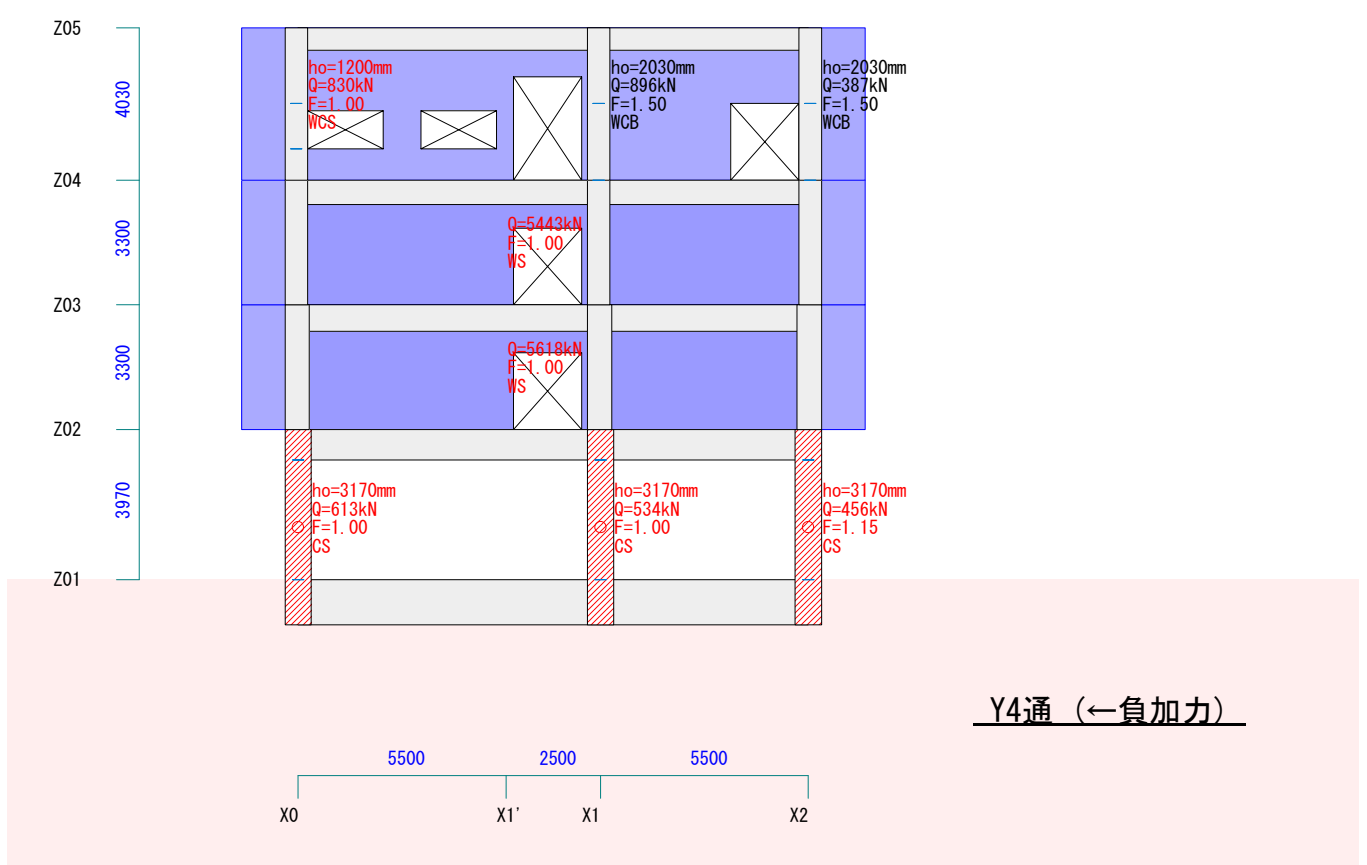 Z05
4030
ho=1200mm
Q=830kN
F=1.00
WCS
ho=2030mm
Q=896kN
F=1.50
WCB
ho=2030mm
Q=387kN
F=1.50
WCB
Z04
3300
Q=5443kN
F=1.00
WS
Z03
3300
Q=5618kN
F=1.00
WS
Z02
3970
ho=3170mm
Q=613kN
F=1.00
CS
ho=3170mm
Q=534kN
F=1.00
CS
ho=3170mm
Q=456kN
F=1.15
CS
Z01
Y4通 (←負加力)
5500
2500
5500
X0
X1'
X1
X2